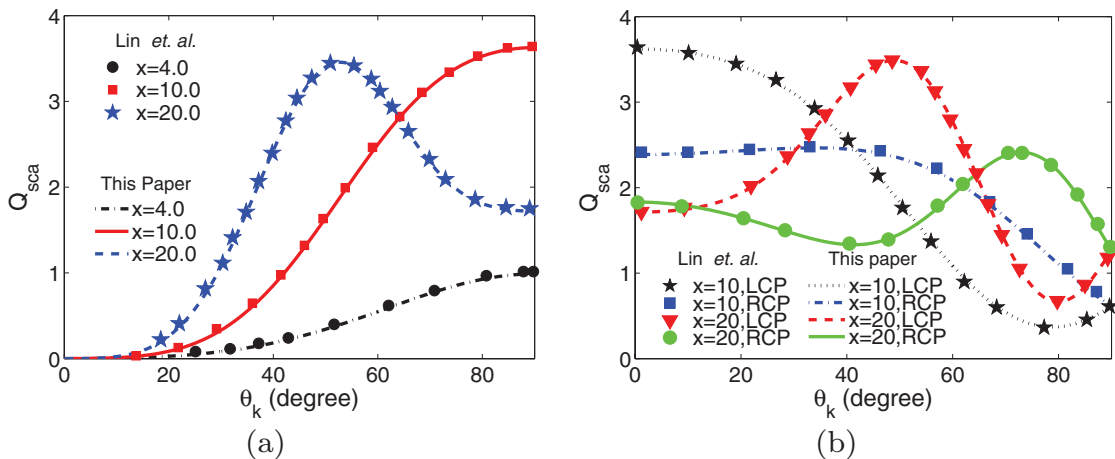 4
3
2
1
0
Q_sca
Lin et. al.
x=4.0
x=10.0
x=20.0
This Paper
x=4.0
x=10.0
x=20.0
0 20 40 60 80
θ_k (degree)
(a)
4
3
2
1
0
Q_sca
Lin et. al.
x=10,LCP
x=10,RCP
x=20,LCP
x=20,RCP
This paper
x=10,LCP
x=10,RCP
x=20,LCP
x=20,RCP
0 20 40 60 80
θ_k (degree)
(b)